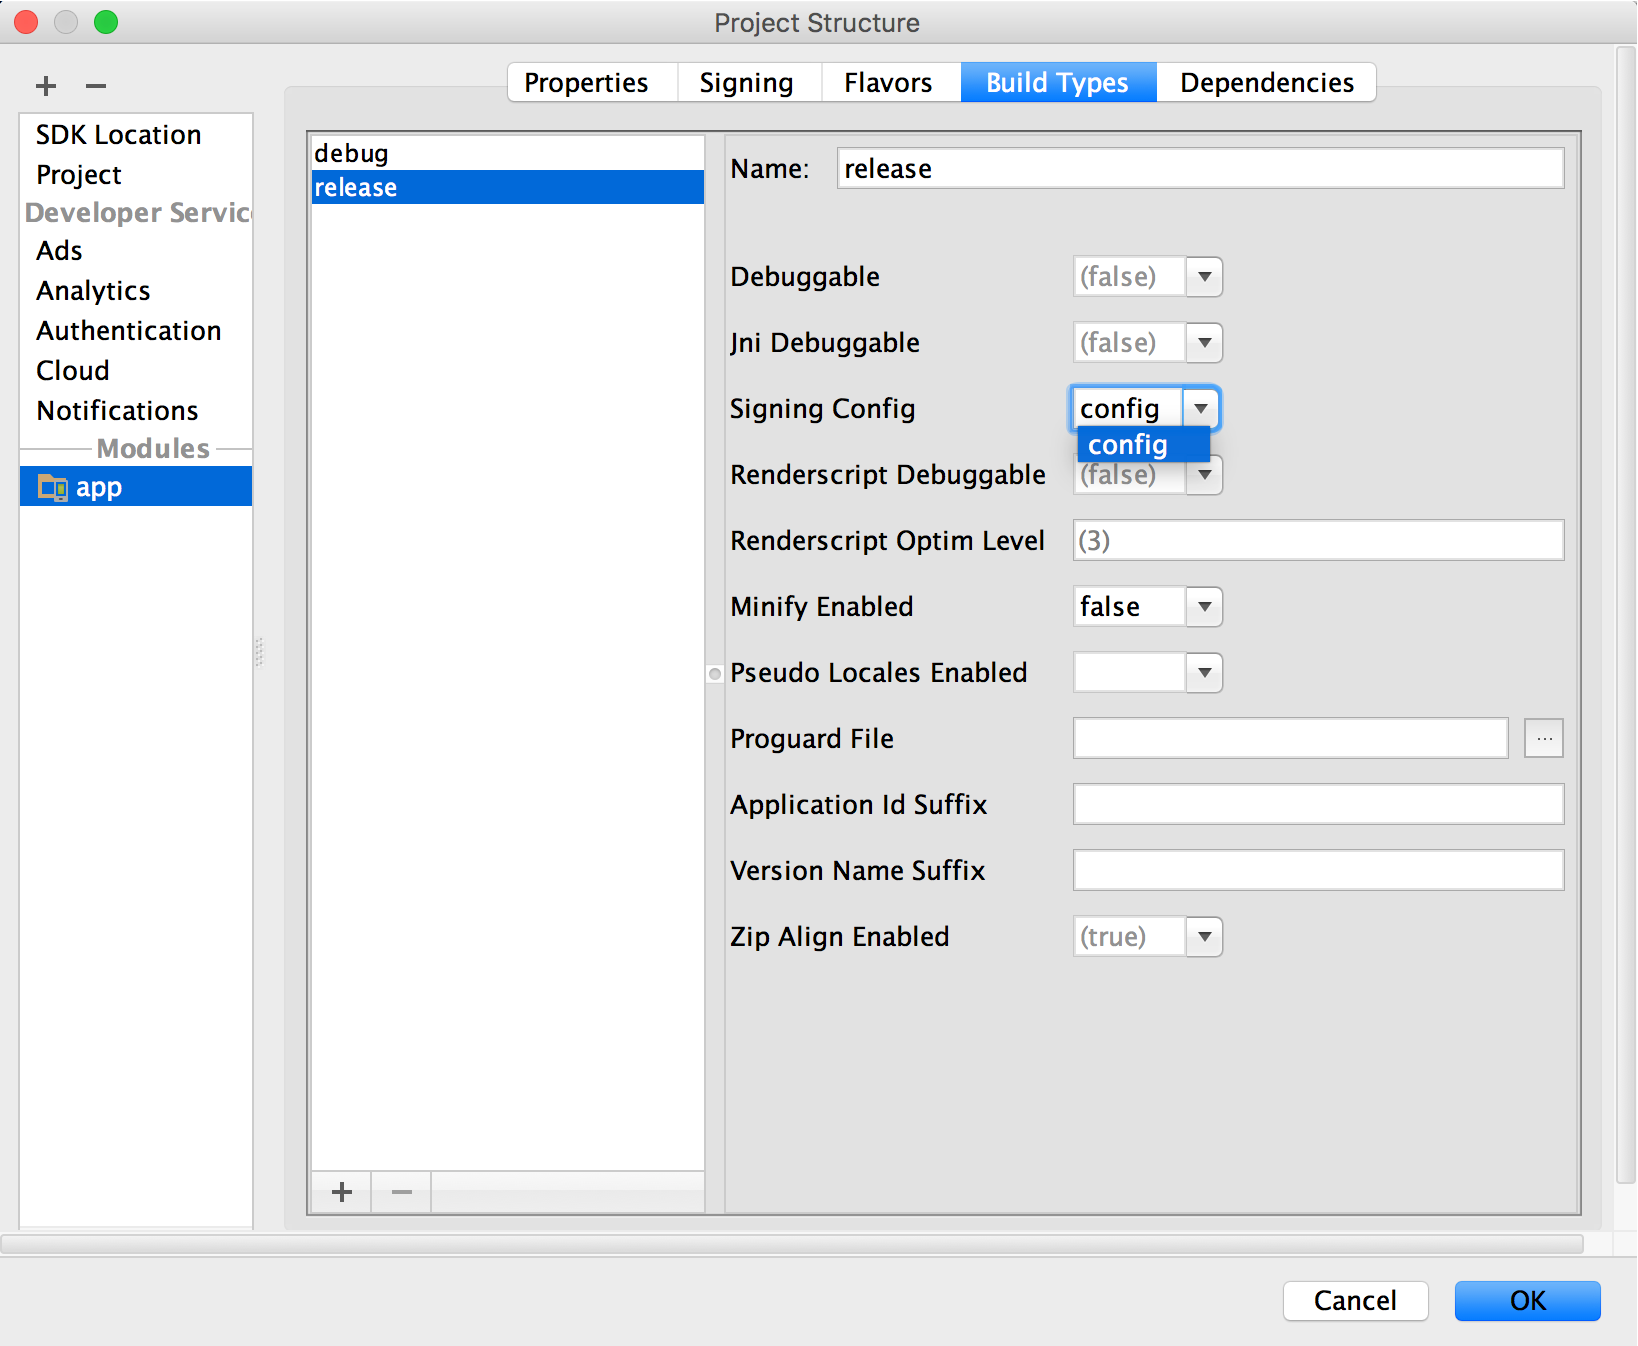 Project Structure
Properties Signing Flavors Build Types Dependencies
SDK Location
Project
Developer Servic
Ads
Analytics
Authentication
Cloud
Notifications
Modules
app
debug
release
Name: release
Debuggable (false)
Jni Debuggable (false)
Signing Config config
config
Renderscript Debuggable (false)
Renderscript Optim Level (3)
Minify Enabled false
Pseudo Locales Enabled
Proguard File ...
Application Id Suffix
Version Name Suffix
Zip Align Enabled (true)
Cancel OK